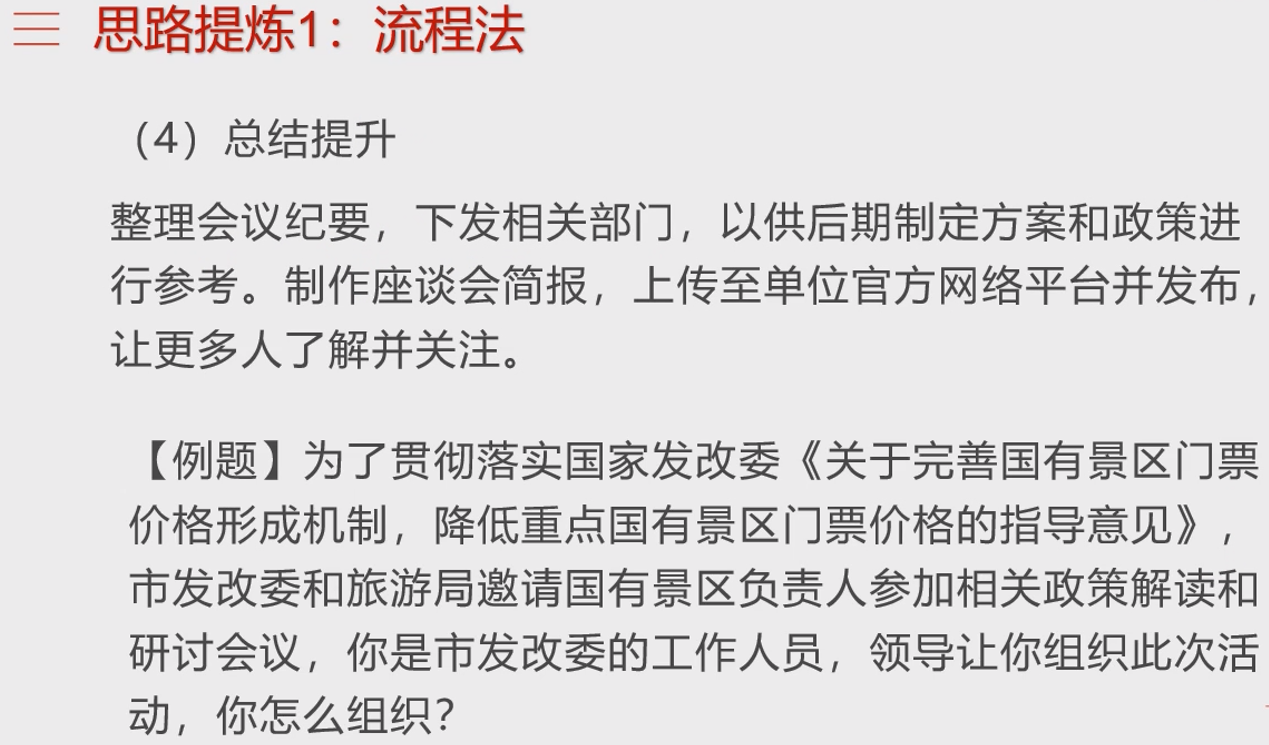 思路提炼1：流程法
（4）总结提升
整理会议纪要，下发相关部门，以供后期制定方案和政策进
行参考。制作座谈会简报，上传至单位官方网络平台并发布，
让更多人了解并关注。
【例题】为了贯彻落实国家发改委《关于完善国有景区门票
价格形成机制，降低重点国有景区门票价格的指导意见》，
市发改委和旅游局邀请国有景区负责人参加相关政策解读和
研讨会议，你是市发改委的工作人员，领导让你组织此次活
动，你怎么组织？